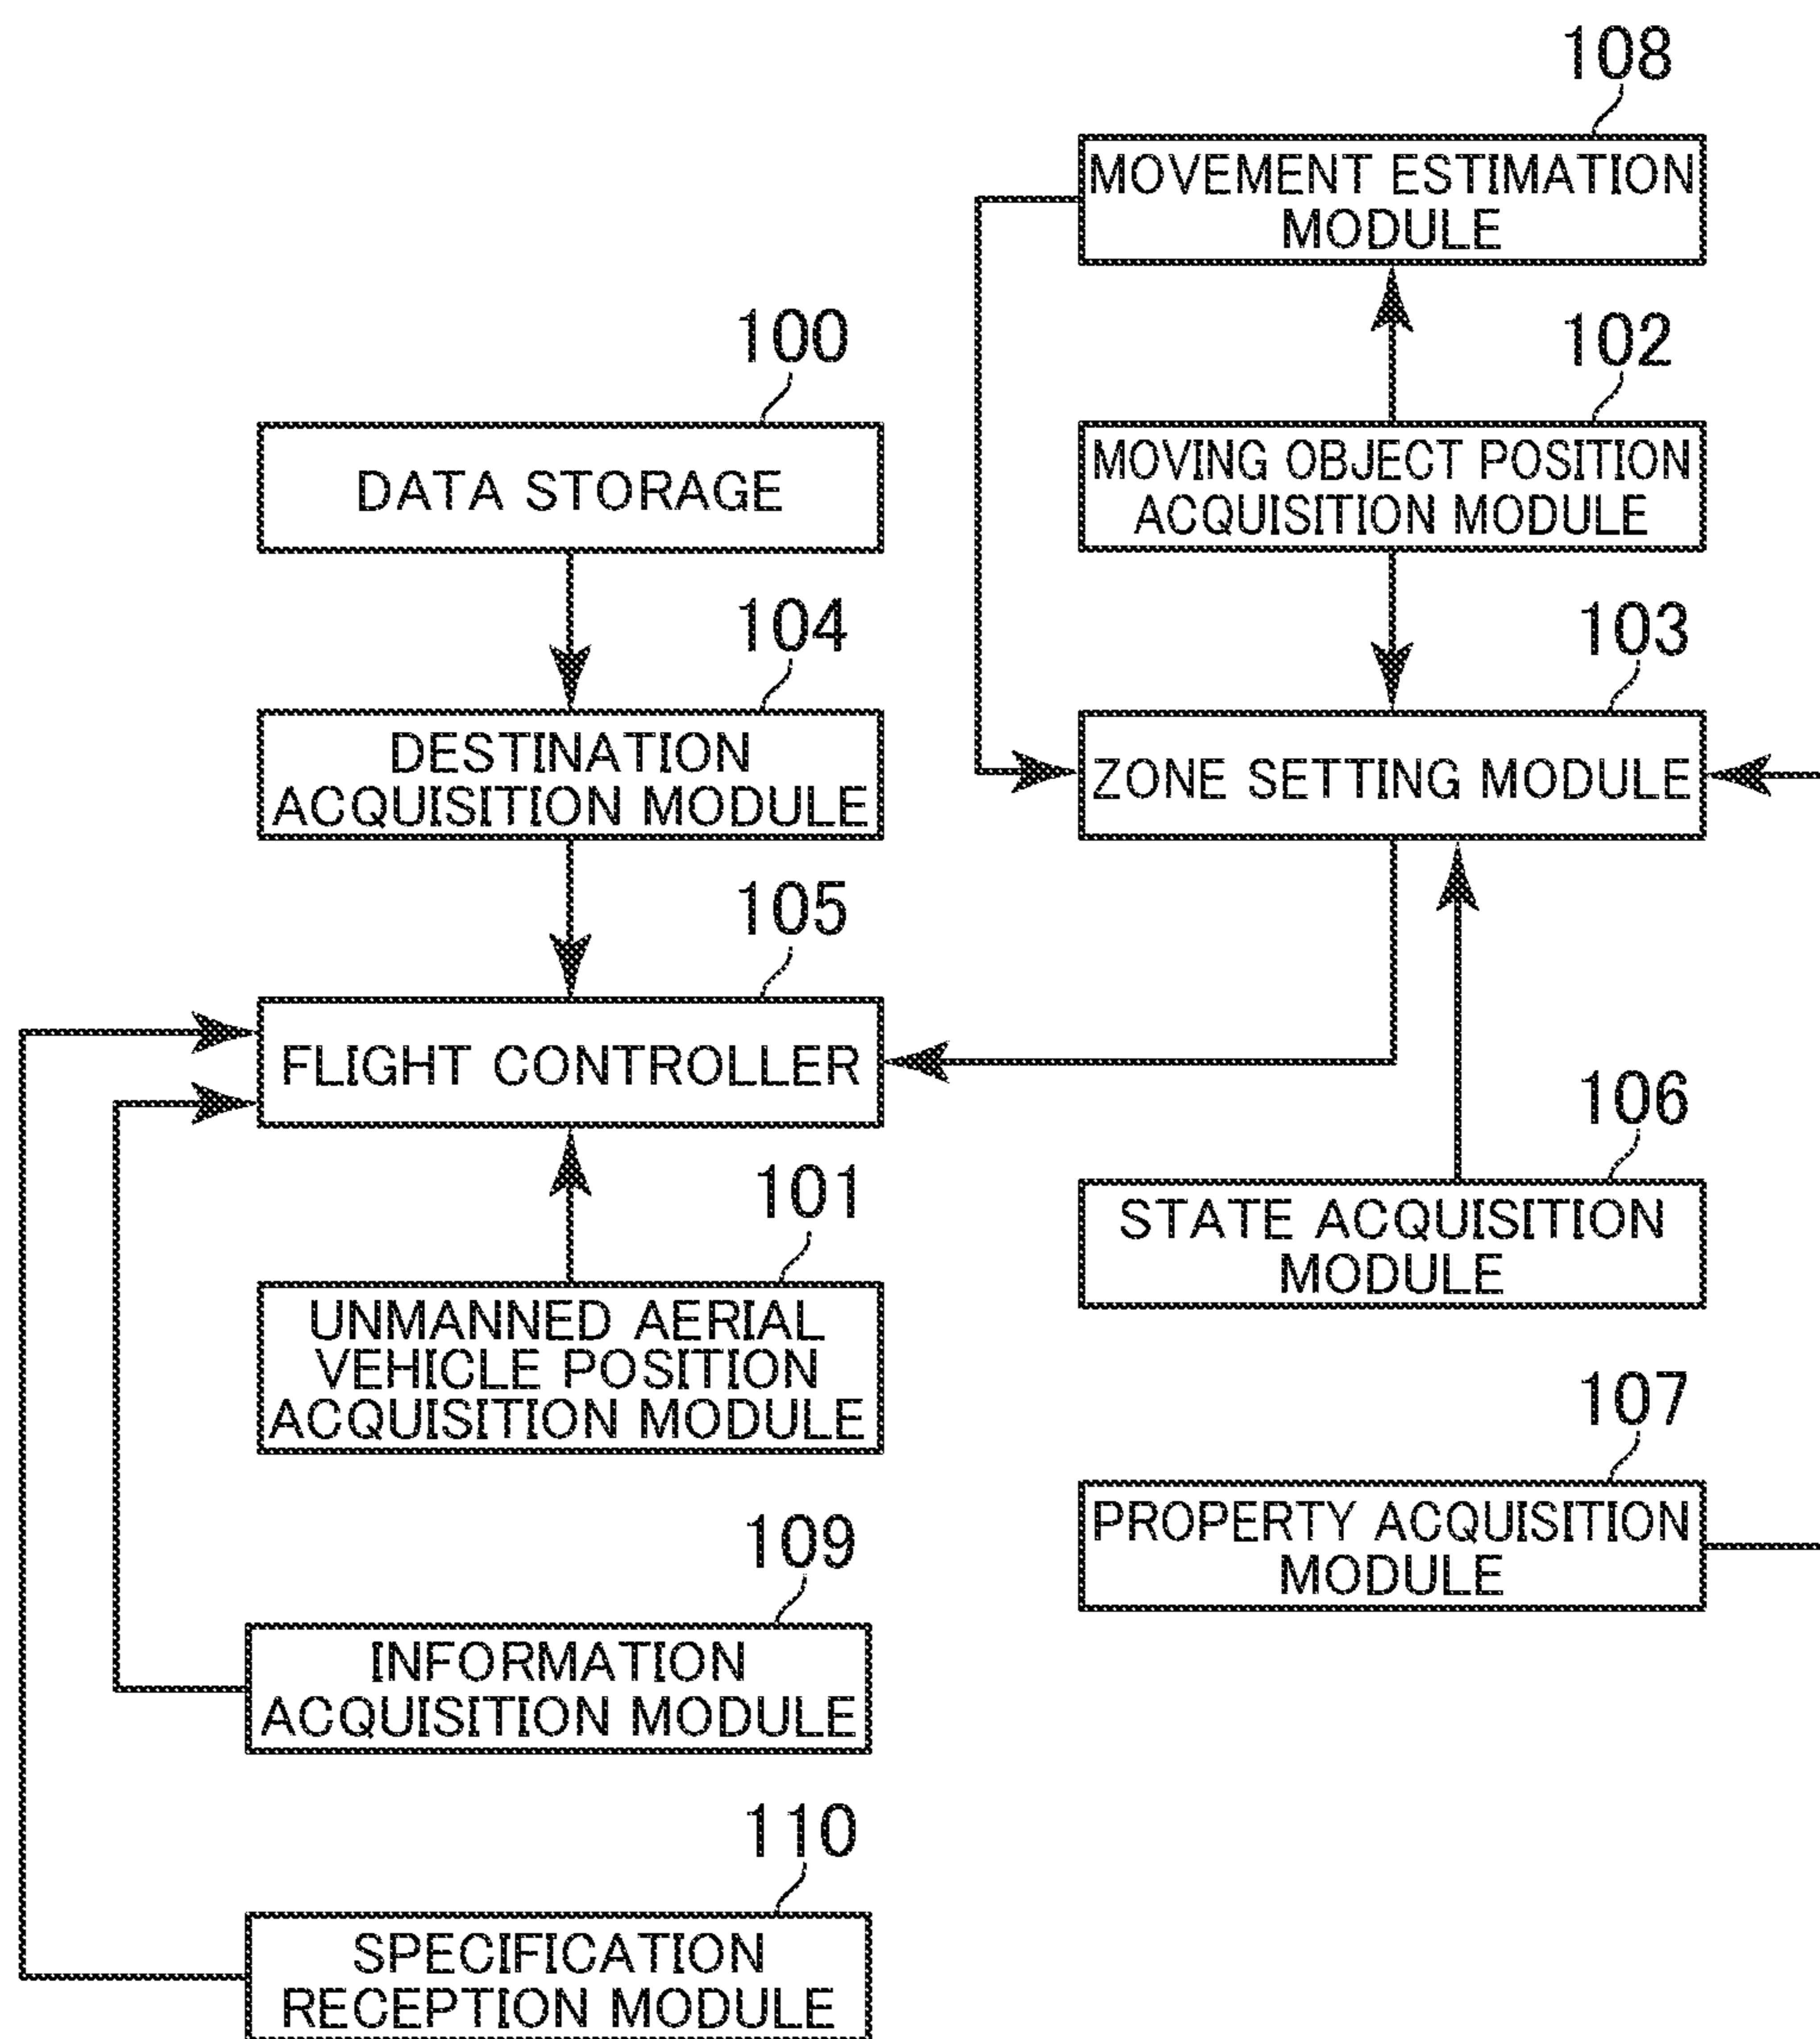 108
MOVEMENT ESTIMATION
MODULE
100
DATA STORAGE
102
MOVING OBJECT POSITION
ACQUISITION MODULE
104
DESTINATION
ACQUISITION MODULE
103
ZONE SETTING MODULE
105
FLIGHT CONTROLLER
106
STATE ACQUISITION
MODULE
101
UNMANNED AERIAL
VEHICLE POSITION
ACQUISITION MODULE
107
PROPERTY ACQUISITION
MODULE
109
INFORMATION
ACQUISITION MODULE
110
SPECIFICATION
RECEPTION MODULE